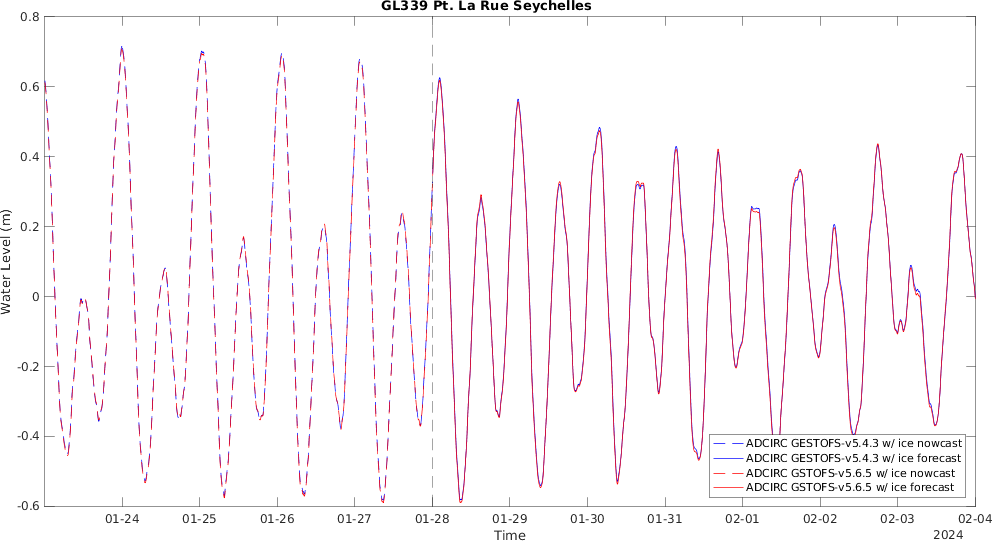 GL339 Pt. La Rue Seychelles
0.8
0.6
0.4
0.2
0
-0.2
-0.4
-0.6
Water Level (m)
01-24 01-25 01-26 01-27 01-28 01-29 01-30 01-31 02-01 02-02 02-03 02-04
Time
2024
ADCIRC GESTOFS-v5.4.3 w/ ice nowcast
ADCIRC GESTOFS-v5.4.3 w/ ice forecast
ADCIRC GSTOFS-v5.6.5 w/ ice nowcast
ADCIRC GSTOFS-v5.6.5 w/ ice forecast